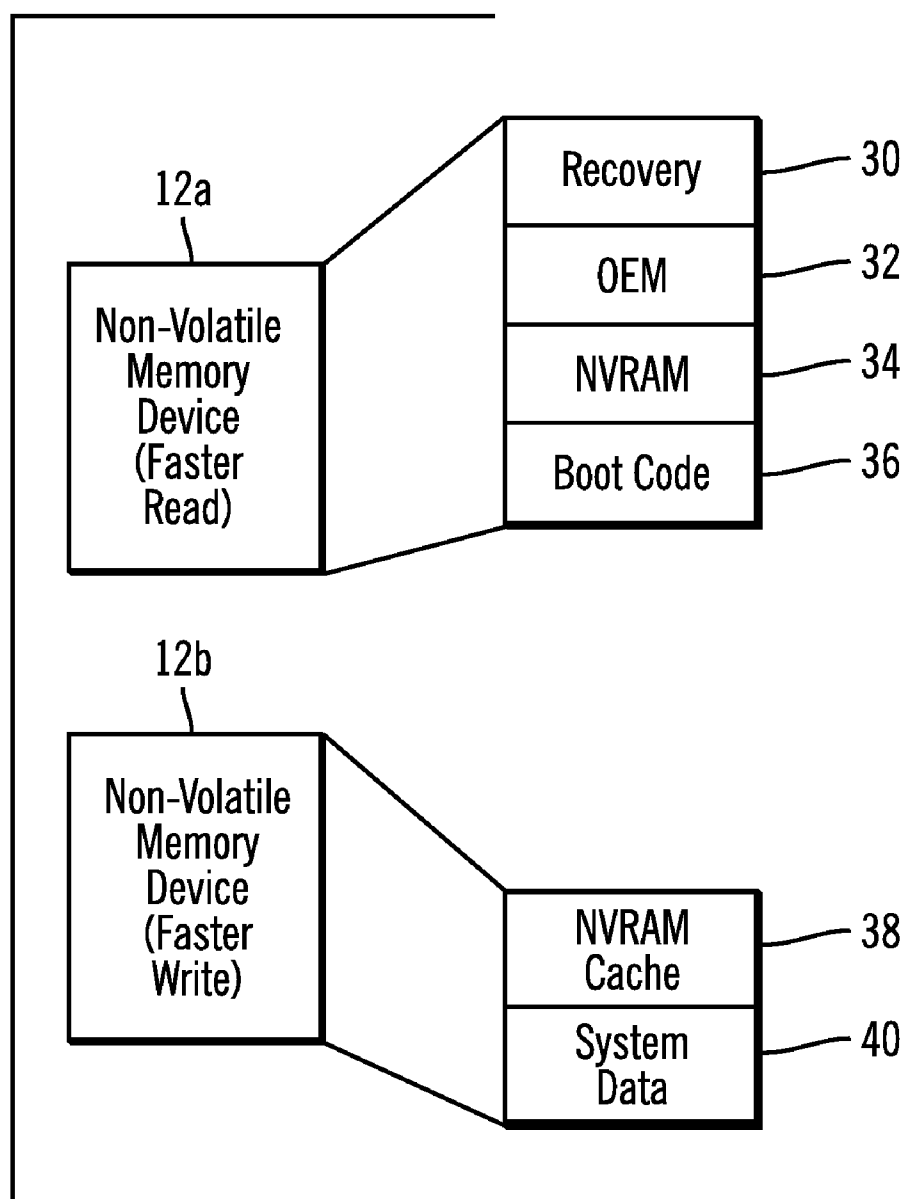 12a
Non-Volatile
Memory
Device
(Faster
Read)
Recovery
30
OEM
32
NVRAM
34
Boot Code
36
12b
Non-Volatile
Memory
Device
(Faster
Write)
NVRAM
Cache
38
System
Data
40